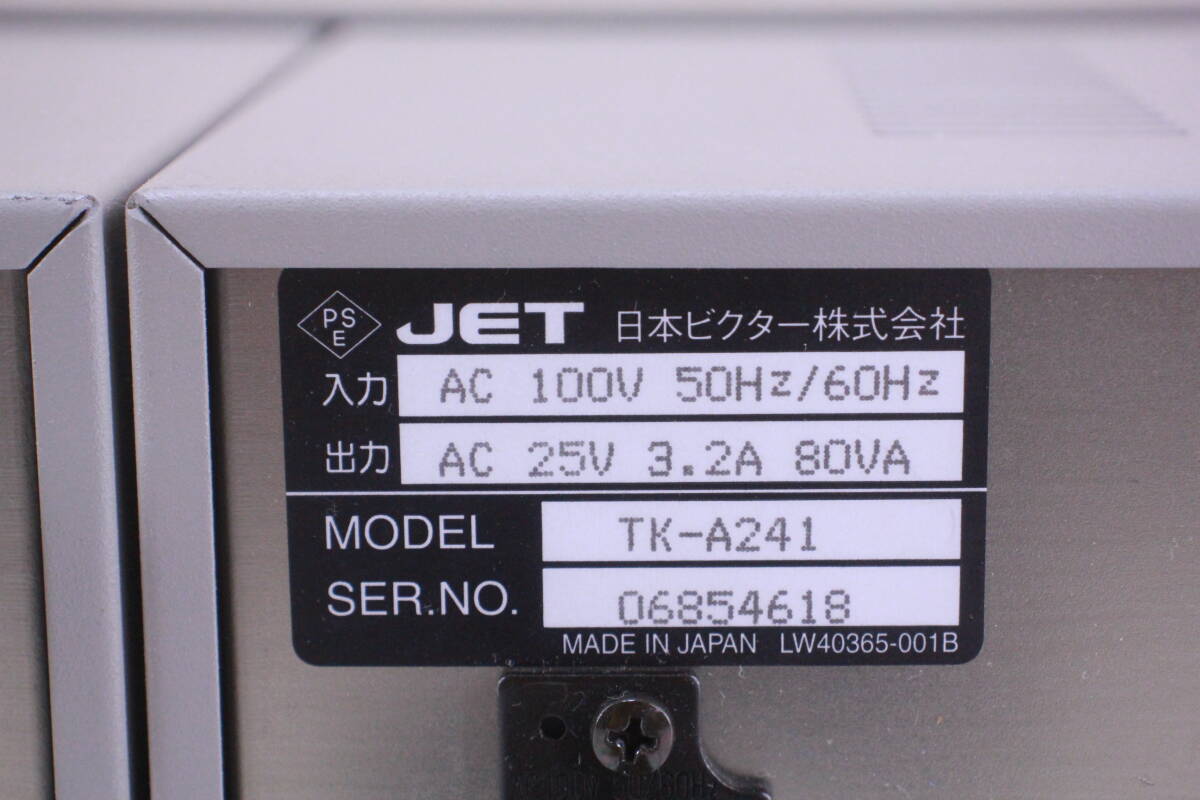 PS
E
JET 日本ビクター株式会社
入力 AC 100V 50Hz/60Hz
出力 AC 25V 3.2A 80VA
MODEL TK-A241
SER.NO. 06854618
MADE IN JAPAN LW40365-001B